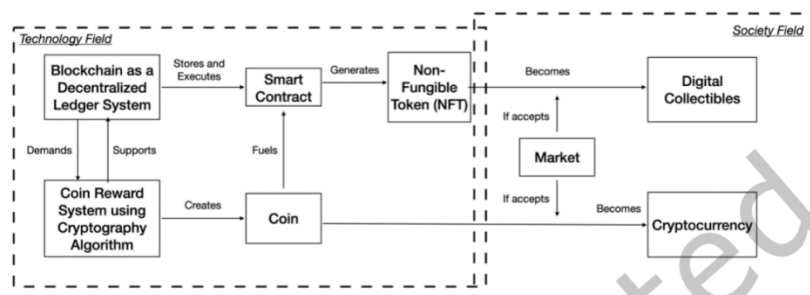 Technology Field
Society Field
Blockchain as a
Decentralized
Ledger System
Stores and
Executes
Smart
Contract
Generates
Non-
Fungible
Token (NFT)
Becomes
Digital
Collectibles
If accepts
Market
If accepts
Demands
Supports
Fuels
Coin Reward
System using
Cryptography
Algorithm
Creates
Coin
Becomes
Cryptocurrency